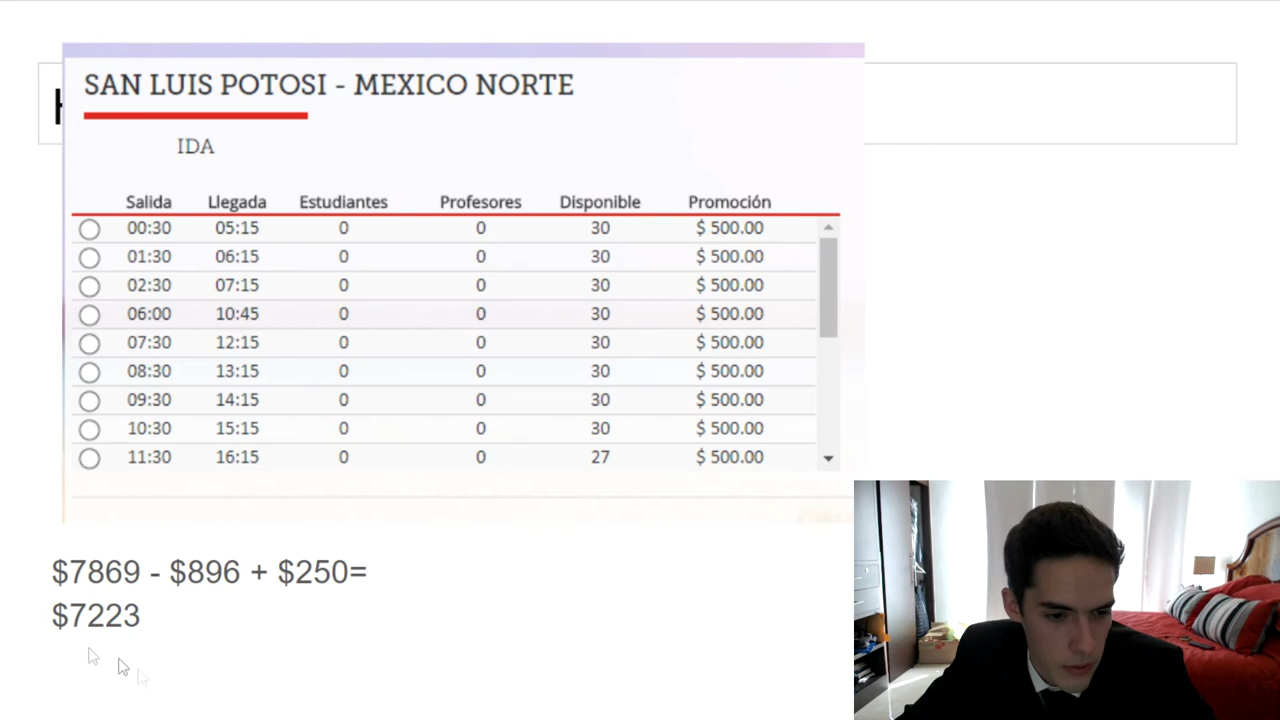 H
SAN LUIS POTOSI - MEXICO NORTE
IDA
Salida Llegada Estudiantes Profesores Disponible Promoción
00:30 05:15 0 0 30 $ 500.00
01:30 06:15 0 0 30 $ 500.00
02:30 07:15 0 0 30 $ 500.00
06:00 10:45 0 0 30 $ 500.00
07:30 12:15 0 0 30 $ 500.00
08:30 13:15 0 0 30 $ 500.00
09:30 14:15 0 0 30 $ 500.00
10:30 15:15 0 0 30 $ 500.00
11:30 16:15 0 0 27 $ 500.00
$7869 - $896 + $250=
$7223